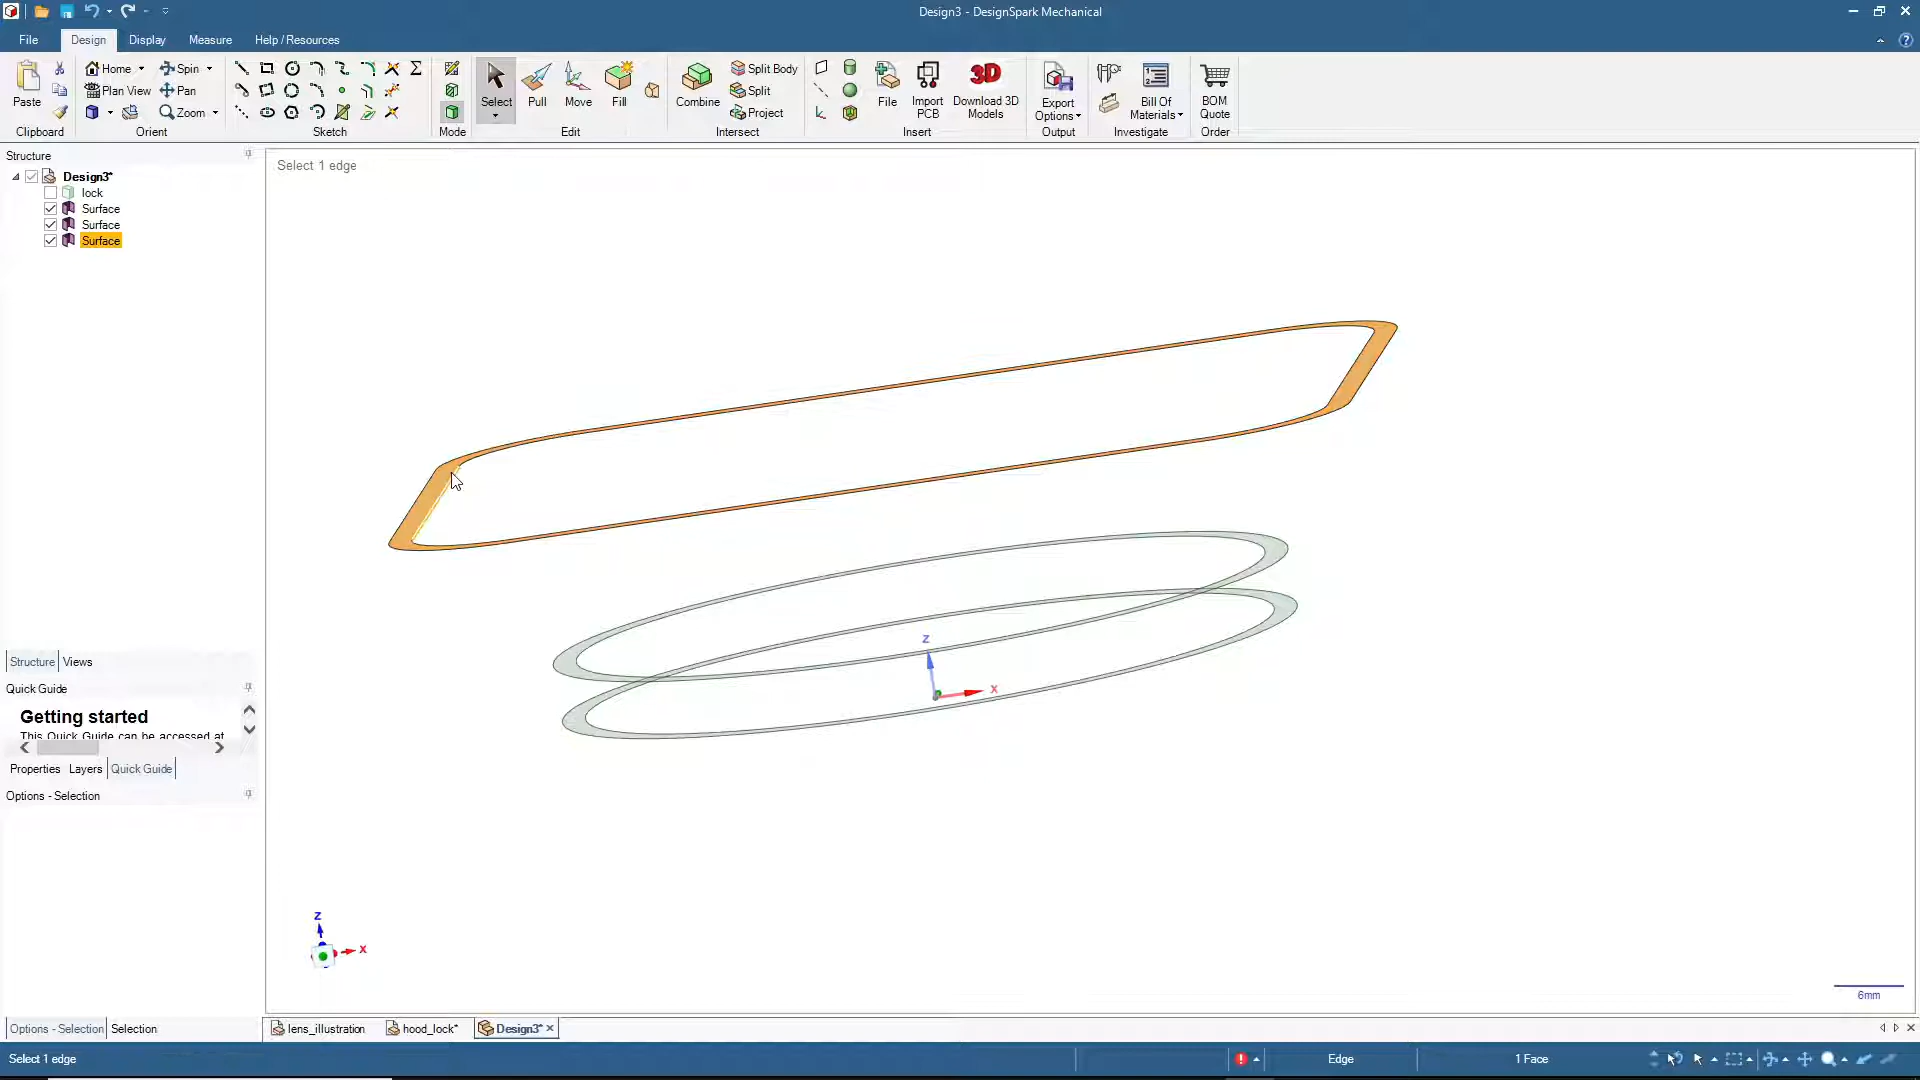 Design3 - DesignSpark Mechanical
File Design Display Measure Help / Resources
Paste
Clipboard
Home Spin
Plan View Pan
Zoom
Orient
Sketch
Mode
Select Pull Move Fill
Edit
Combine
Split Body
Split
Project
Intersect
File
Import PCB
3D
Download 3D Models
Insert
Export Options
Output
Bill Of Materials
Investigate
BOM Quote
Order
Structure
Design3*
lock
Surface
Surface
Surface
Select 1 edge
z
x
z
x
6mm
Structure Views
Quick Guide
Getting started
This Quick Guide can be accessed at
Properties Layers Quick Guide
Options - Selection
Options - Selection Selection
lens_illustration hood_lock* Design3*
Select 1 edge
Edge
1 Face